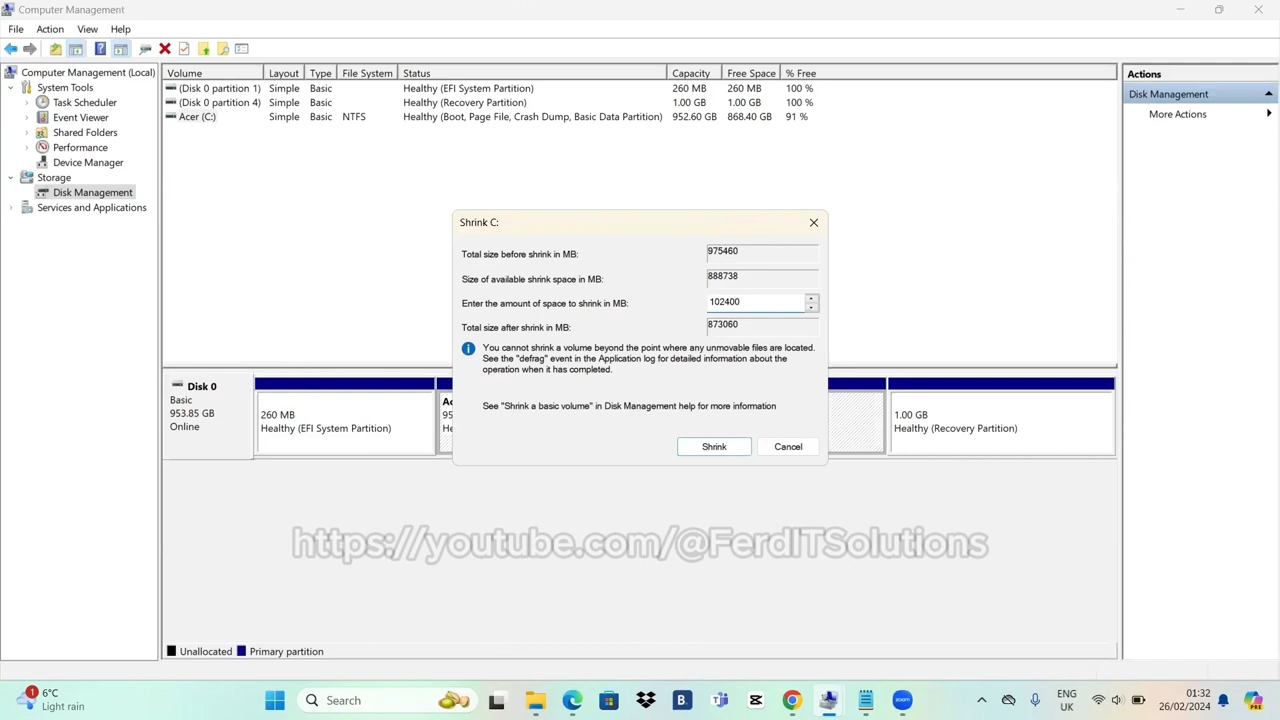 Computer Management
File Action View Help
Computer Management (Local)
System Tools
Task Scheduler
Event Viewer
Shared Folders
Performance
Device Manager
Storage
Disk Management
Services and Applications
Volume Layout Type File System Status Capacity Free Space % Free
(Disk 0 partition 1) Simple Basic Healthy (EFI System Partition) 260 MB 260 MB 100 %
(Disk 0 partition 4) Simple Basic Healthy (Recovery Partition) 1.00 GB 1.00 GB 100 %
Acer (C:) Simple Basic NTFS Healthy (Boot, Page File, Crash Dump, Basic Data Partition) 952.60 GB 868.40 GB 91 %
Actions
Disk Management
More Actions
Shrink C:
Total size before shrink in MB: 975460
Size of available shrink space in MB: 888738
Enter the amount of space to shrink in MB: 102400
Total size after shrink in MB: 873060
You cannot shrink a volume beyond the point where any unmovable files are located.
See the "defrag" event in the Application log for detailed information about the
operation when it has completed.
See "Shrink a basic volume" in Disk Management help for more information
Shrink Cancel
Disk 0
Basic
953.85 GB
Online
260 MB
Healthy (EFI System Partition)
1.00 GB
Healthy (Recovery Partition)
https://youtube.com/@FerdITSolutions
Unallocated Primary partition
1
6°C
Light rain
Search
B.
zoom
ENG
UK
01:32
26/02/2024